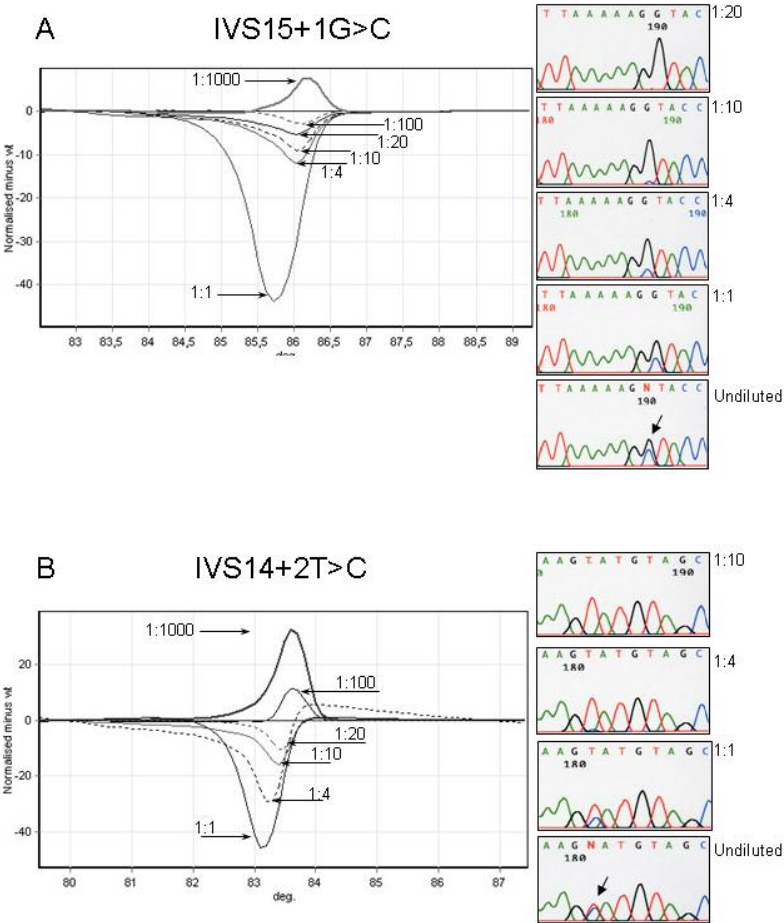 A
IVS15+1G>C
1:1000
0
-10
-20
-30
-40
Normalised minus wt
1:100
1:20
1:10
1:4
1:1
83 83,5 84 84,5 85 85,5 86 86,5 87 87,5 88 88,5 89
T T A A A A A G G T A C
190
1:20
T T A A A A A G G T A C C
180 190
1:10
T T A A A A A G G T A C C
180 190
1:4
T T A A A A A G G T A C
180 190
1:1
T T A A A A A G N T A C C
190
Undiluted
B
IVS14+2T>C
1:1000
20
0
-20
-40
Normalised minus wt
1:100
1:20
1:10
1:4
1:1
80 81 82 83 84 85 86 87
deg.
A A G T A T G T A G C
190
1:10
A A G T A T G T A G C
180
1:4
A A G T A T G T A G C
180
1:1
A A G N A T G T A G C
180
Undiluted